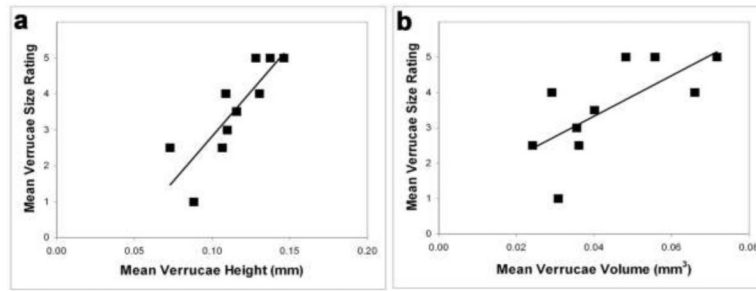 a
Mean Verrucae Size Rating
5
4
3
2
1
0
0.00 0.05 0.10 0.15 0.20
Mean Verrucae Height (mm)
b
Mean Verrucae Size Rating
5
4
3
2
1
0
0.00 0.02 0.04 0.06 0.08
Mean Verrucae Volume (mm³)